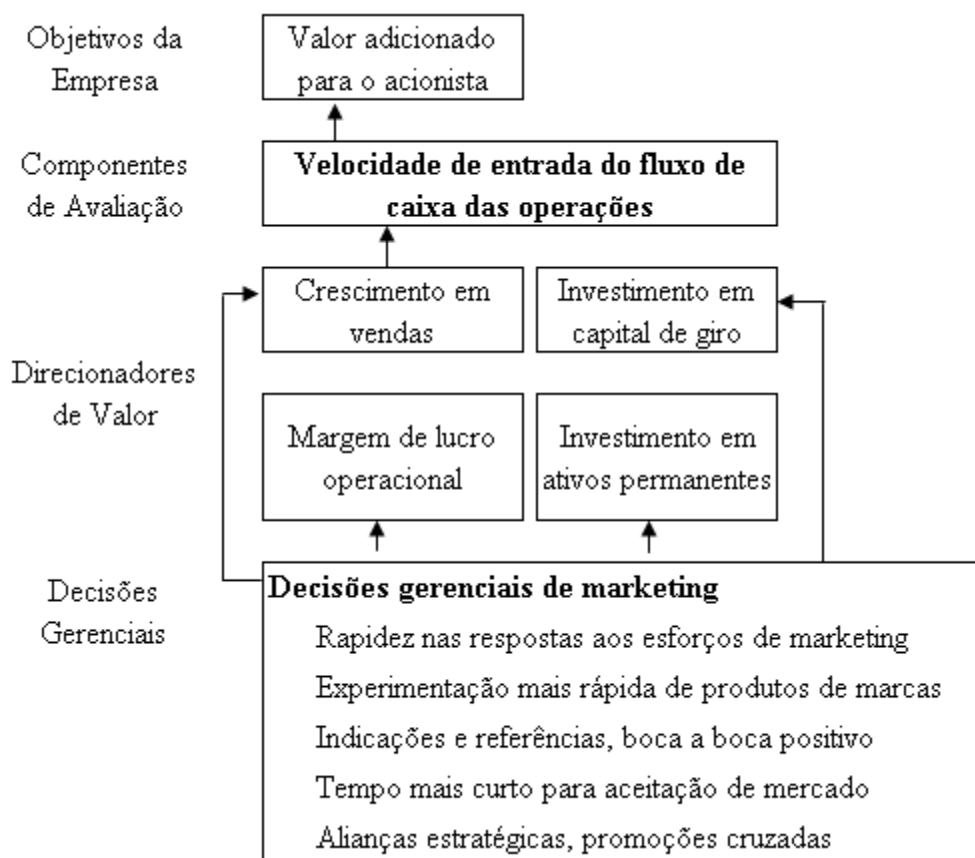 Objetivos da
Empresa
Valor adicionado
para o acionista
Componentes
de Avaliação
Velocidade de entrada do fluxo de
caixa das operações
Direcionadores
de Valor
Crescimento em
vendas
Investimento em
capital de giro
Margem de lucro
operacional
Investimento em
ativos permanentes
Decisões
Gerenciais
Decisões gerenciais de marketing
Rapidez nas respostas aos esforços de marketing
Experimentação mais rápida de produtos de marcas
Indicações e referências, boca a boca positivo
Tempo mais curto para aceitação de mercado
Alianças estratégicas, promoções cruzadas